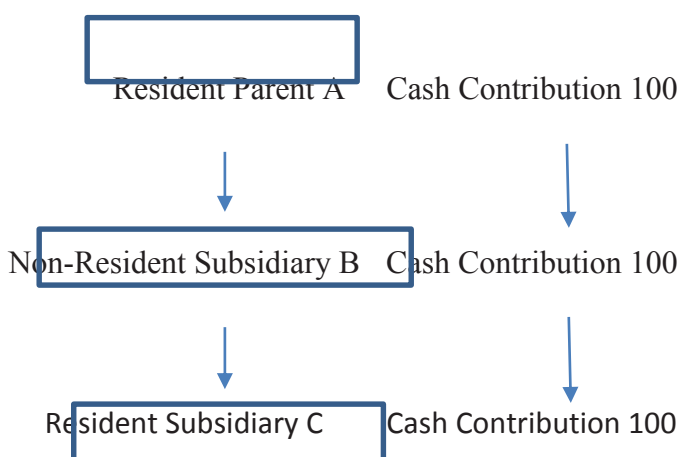 Resident Parent A Cash Contribution 100
Non-Resident Subsidiary B Cash Contribution 100
Resident Subsidiary C Cash Contribution 100